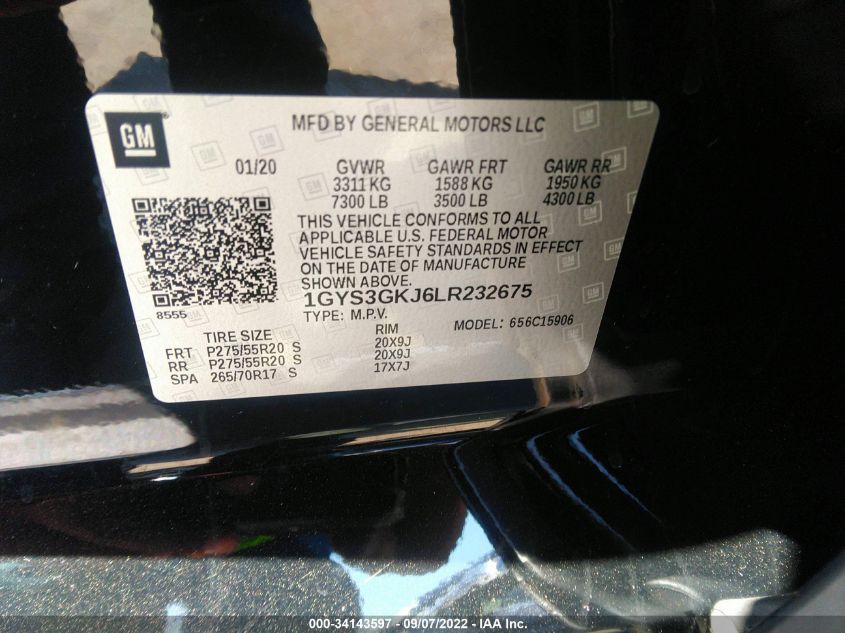 GM
®
MFD BY GENERAL MOTORS LLC
01/20 GVWR GAWR FRT GAWR RR
3311 KG 1588 KG 1950 KG
7300 LB 3500 LB 4300 LB
THIS VEHICLE CONFORMS TO ALL
APPLICABLE U.S. FEDERAL MOTOR
VEHICLE SAFETY STANDARDS IN EFFECT
ON THE DATE OF MANUFACTURE
SHOWN ABOVE.
1GYS3GKJ6LR232675
8555
TYPE: M.P.V. MODEL: 656C15906
TIRE SIZE RIM
FRT P275/55R20 S 20X9J
RR P275/55R20 S 20X9J
SPA 265/70R17 S 17X7J
000-34143597 - 09/07/2022 - IAA Inc.